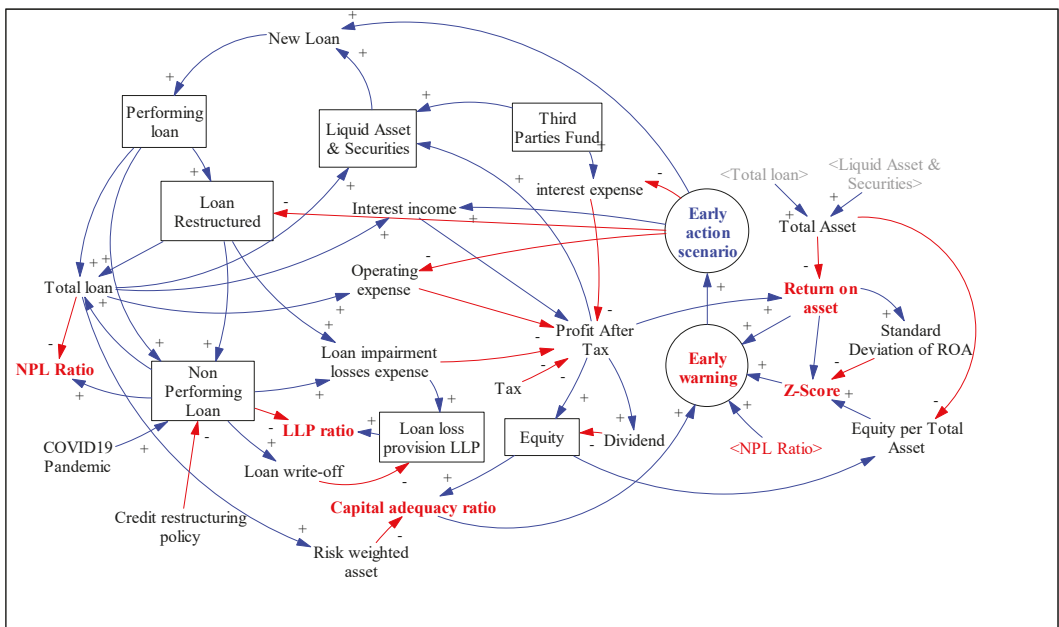 New Loan
Performing
loan
Liquid Asset
& Securities
Third
Parties Fund
<Liquid Asset &
Securities>
<Total loan>
interest expense
Loan
Restructured
Interest income
Early
action
scenario
Total Asset
Total loan
Operating
expense
Return on
asset
Profit After
Tax
Standard
Deviation of ROA
NPL Ratio
Loan impairment
losses expense
Early
warning
Non
Performing
Loan
Tax
Z-Score
LLP ratio
Loan loss
provision LLP
Equity
Dividend
Equity per Total
Asset
COVID19
Pandemic
<NPL Ratio>
Loan write-off
Capital adequacy ratio
Credit restructuring
policy
Risk weighted
asset